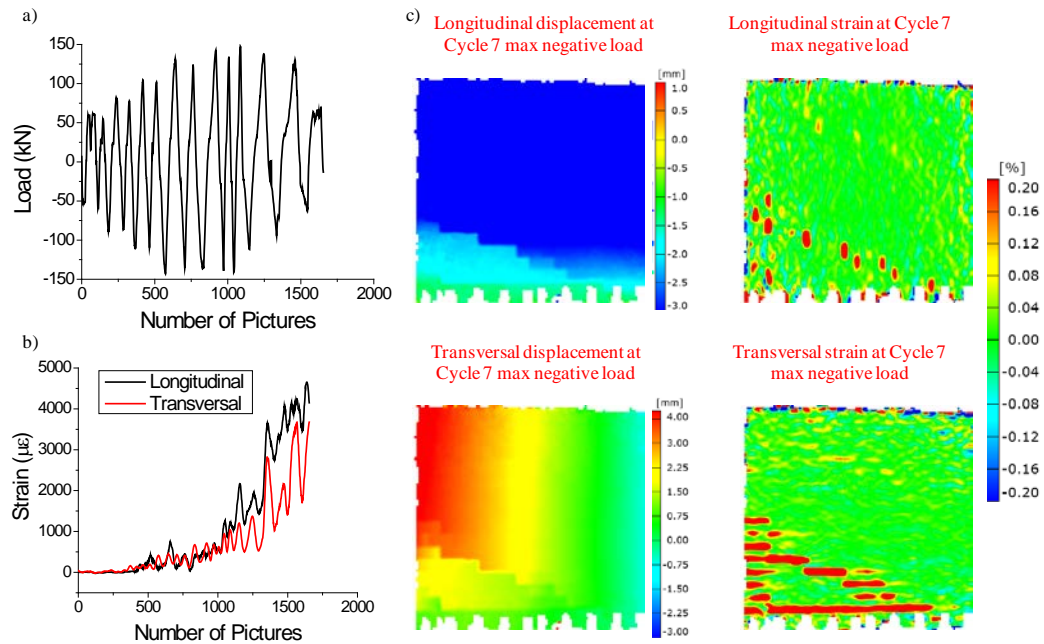 a)
150
100
50
0
-50
-100
-150
Load (kN)
0
500
1000
1500
2000
Number of Pictures
b)
5000
4000
3000
2000
1000
0
Strain (με)
Longitudinal
Transversal
0
500
1000
1500
2000
Number of Pictures
c)
Longitudinal displacement at
Cycle 7 max negative load
[mm]
1.0
0.0
-0.5
-1.0
-1.5
-2.0
-2.5
-3.0
Longitudinal strain at Cycle 7
max negative load
[%]
0.20
0.16
0.12
0.08
0.04
0.00
-0.04
-0.08
-0.12
-0.20
Transversal displacement at
Cycle 7 max negative load
[mm]
4.00
3.00
2.25
1.50
0.75
0.00
-0.75
-1.50
-2.25
-3.00
Transversal strain at Cycle 7
max negative load